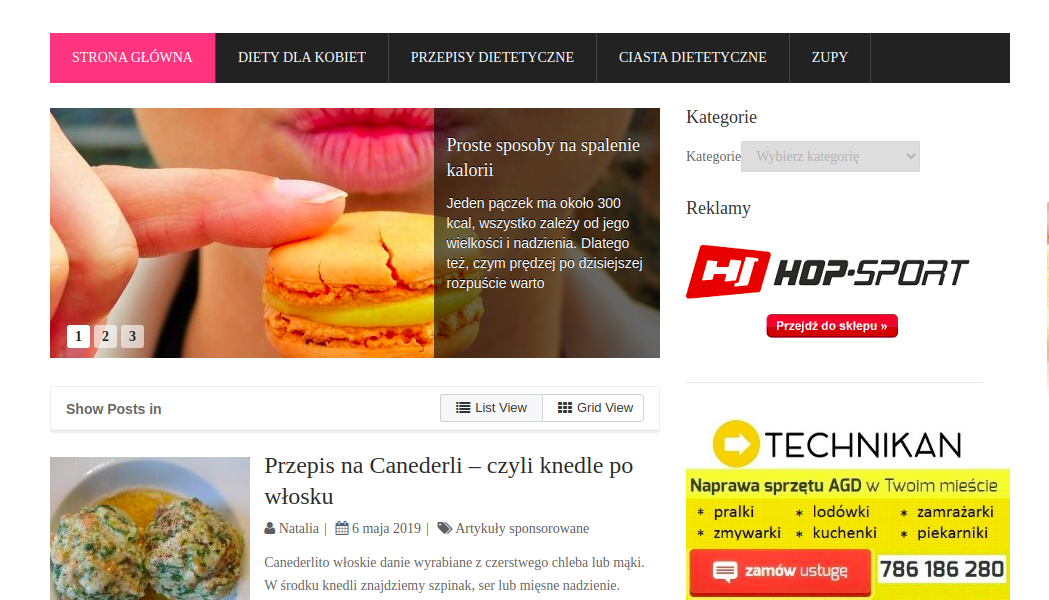 STRONA GŁÓWNA
DIETY DLA KOBIET
PRZEPISY DIETETYCZNE
CIASTA DIETETYCZNE
ZUPY
Proste sposoby na spalenie
kalorii
Jeden pączek ma około 300
kcal, wszystko zależy od jego
wielkości i nadzienia. Dlatego
też, czym prędzej po dzisiejszej
rozpuście warto
1 2 3
Show Posts in
List View
Grid View
Przepis na Canederli – czyli knedle po
włosku
Natalia | 6 maja 2019 | Artykuły sponsorowane
Canederlito włoskie danie wyrabiane z czerstwego chleba lub mąki.
W środku knedli znajdziemy szpinak, ser lub mięsne nadzienie.
Kategorie
Kategorie Wybierz kategorię
Reklamy
HJ HOP·SPORT
Przejdź do sklepu »
TECHNIKAN
Naprawa sprzętu AGD w Twoim mieście
* pralki * lodówki * zamrażarki
* zmywarki * kuchenki * piekarniki
zamów usługę 786 186 280